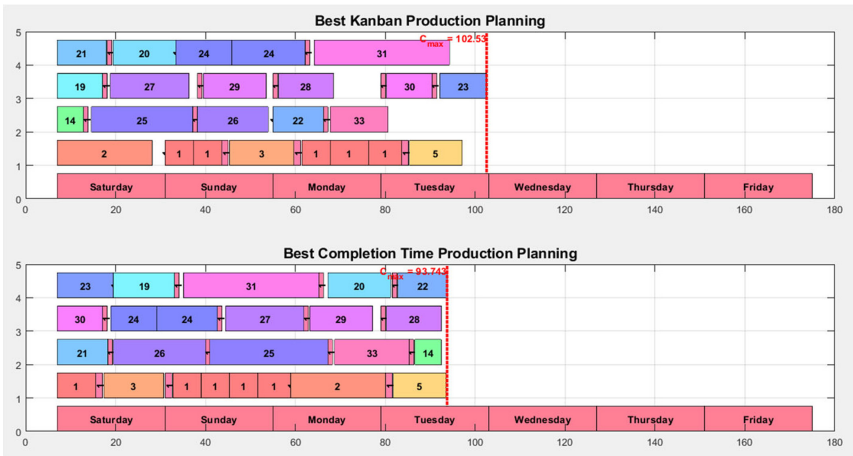 Best Kanban Production Planning
C_max = 102.53
5
21 20 24 24 31
4
19 27 29 28 30 23
3
14 25 26 22 33
2
2 1 1 3 1 1 1 5
1
Saturday Sunday Monday Tuesday Wednesday Thursday Friday
0
0 20 40 60 80 100 120 140 160 180
Best Completion Time Production Planning
C_max = 93.743
5
23 19 31 20 22
4
30 24 24 27 29 28
3
21 26 25 33 14
2
1 3 1 1 1 1 2 5
1
Saturday Sunday Monday Tuesday Wednesday Thursday Friday
0
0 20 40 60 80 100 120 140 160 180